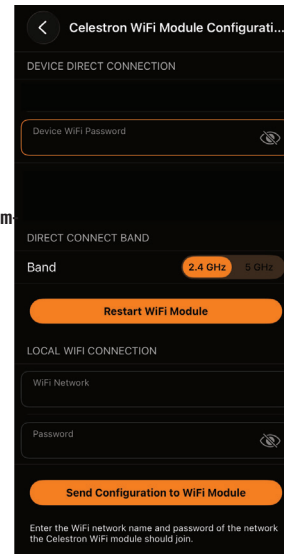 Celestron WiFi Module Configurati...
DEVICE DIRECT CONNECTION
Device WiFi Password
m-
DIRECT CONNECT BAND
Band
2.4 GHz
5 GHz
Restart WiFi Module
LOCAL WIFI CONNECTION
WiFi Network
Password
Send Configuration to WiFi Module
Enter the WiFi network name and password of the network
the Celestron WiFi module should join.